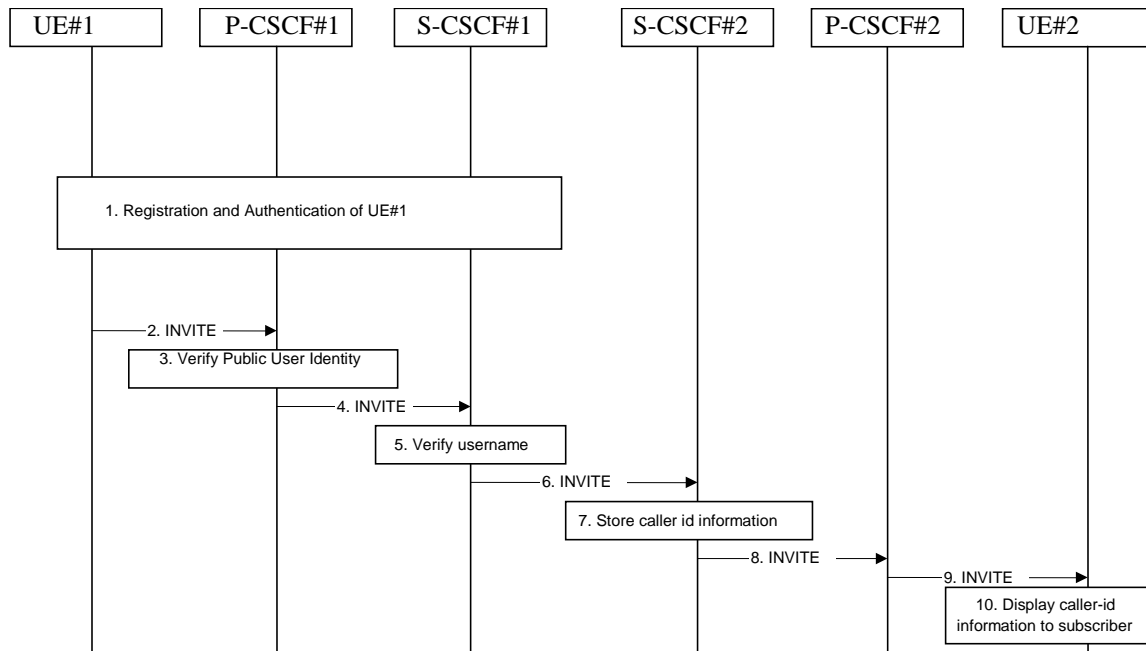 UE#1
P-CSCF#1
S-CSCF#1
S-CSCF#2
P-CSCF#2
UE#2
1. Registration and Authentication of UE#1
2. INVITE
3. Verify Public User Identity
4. INVITE
5. Verify username
6. INVITE
7. Store caller id information
8. INVITE
9. INVITE
10. Display caller-id
information to subscriber